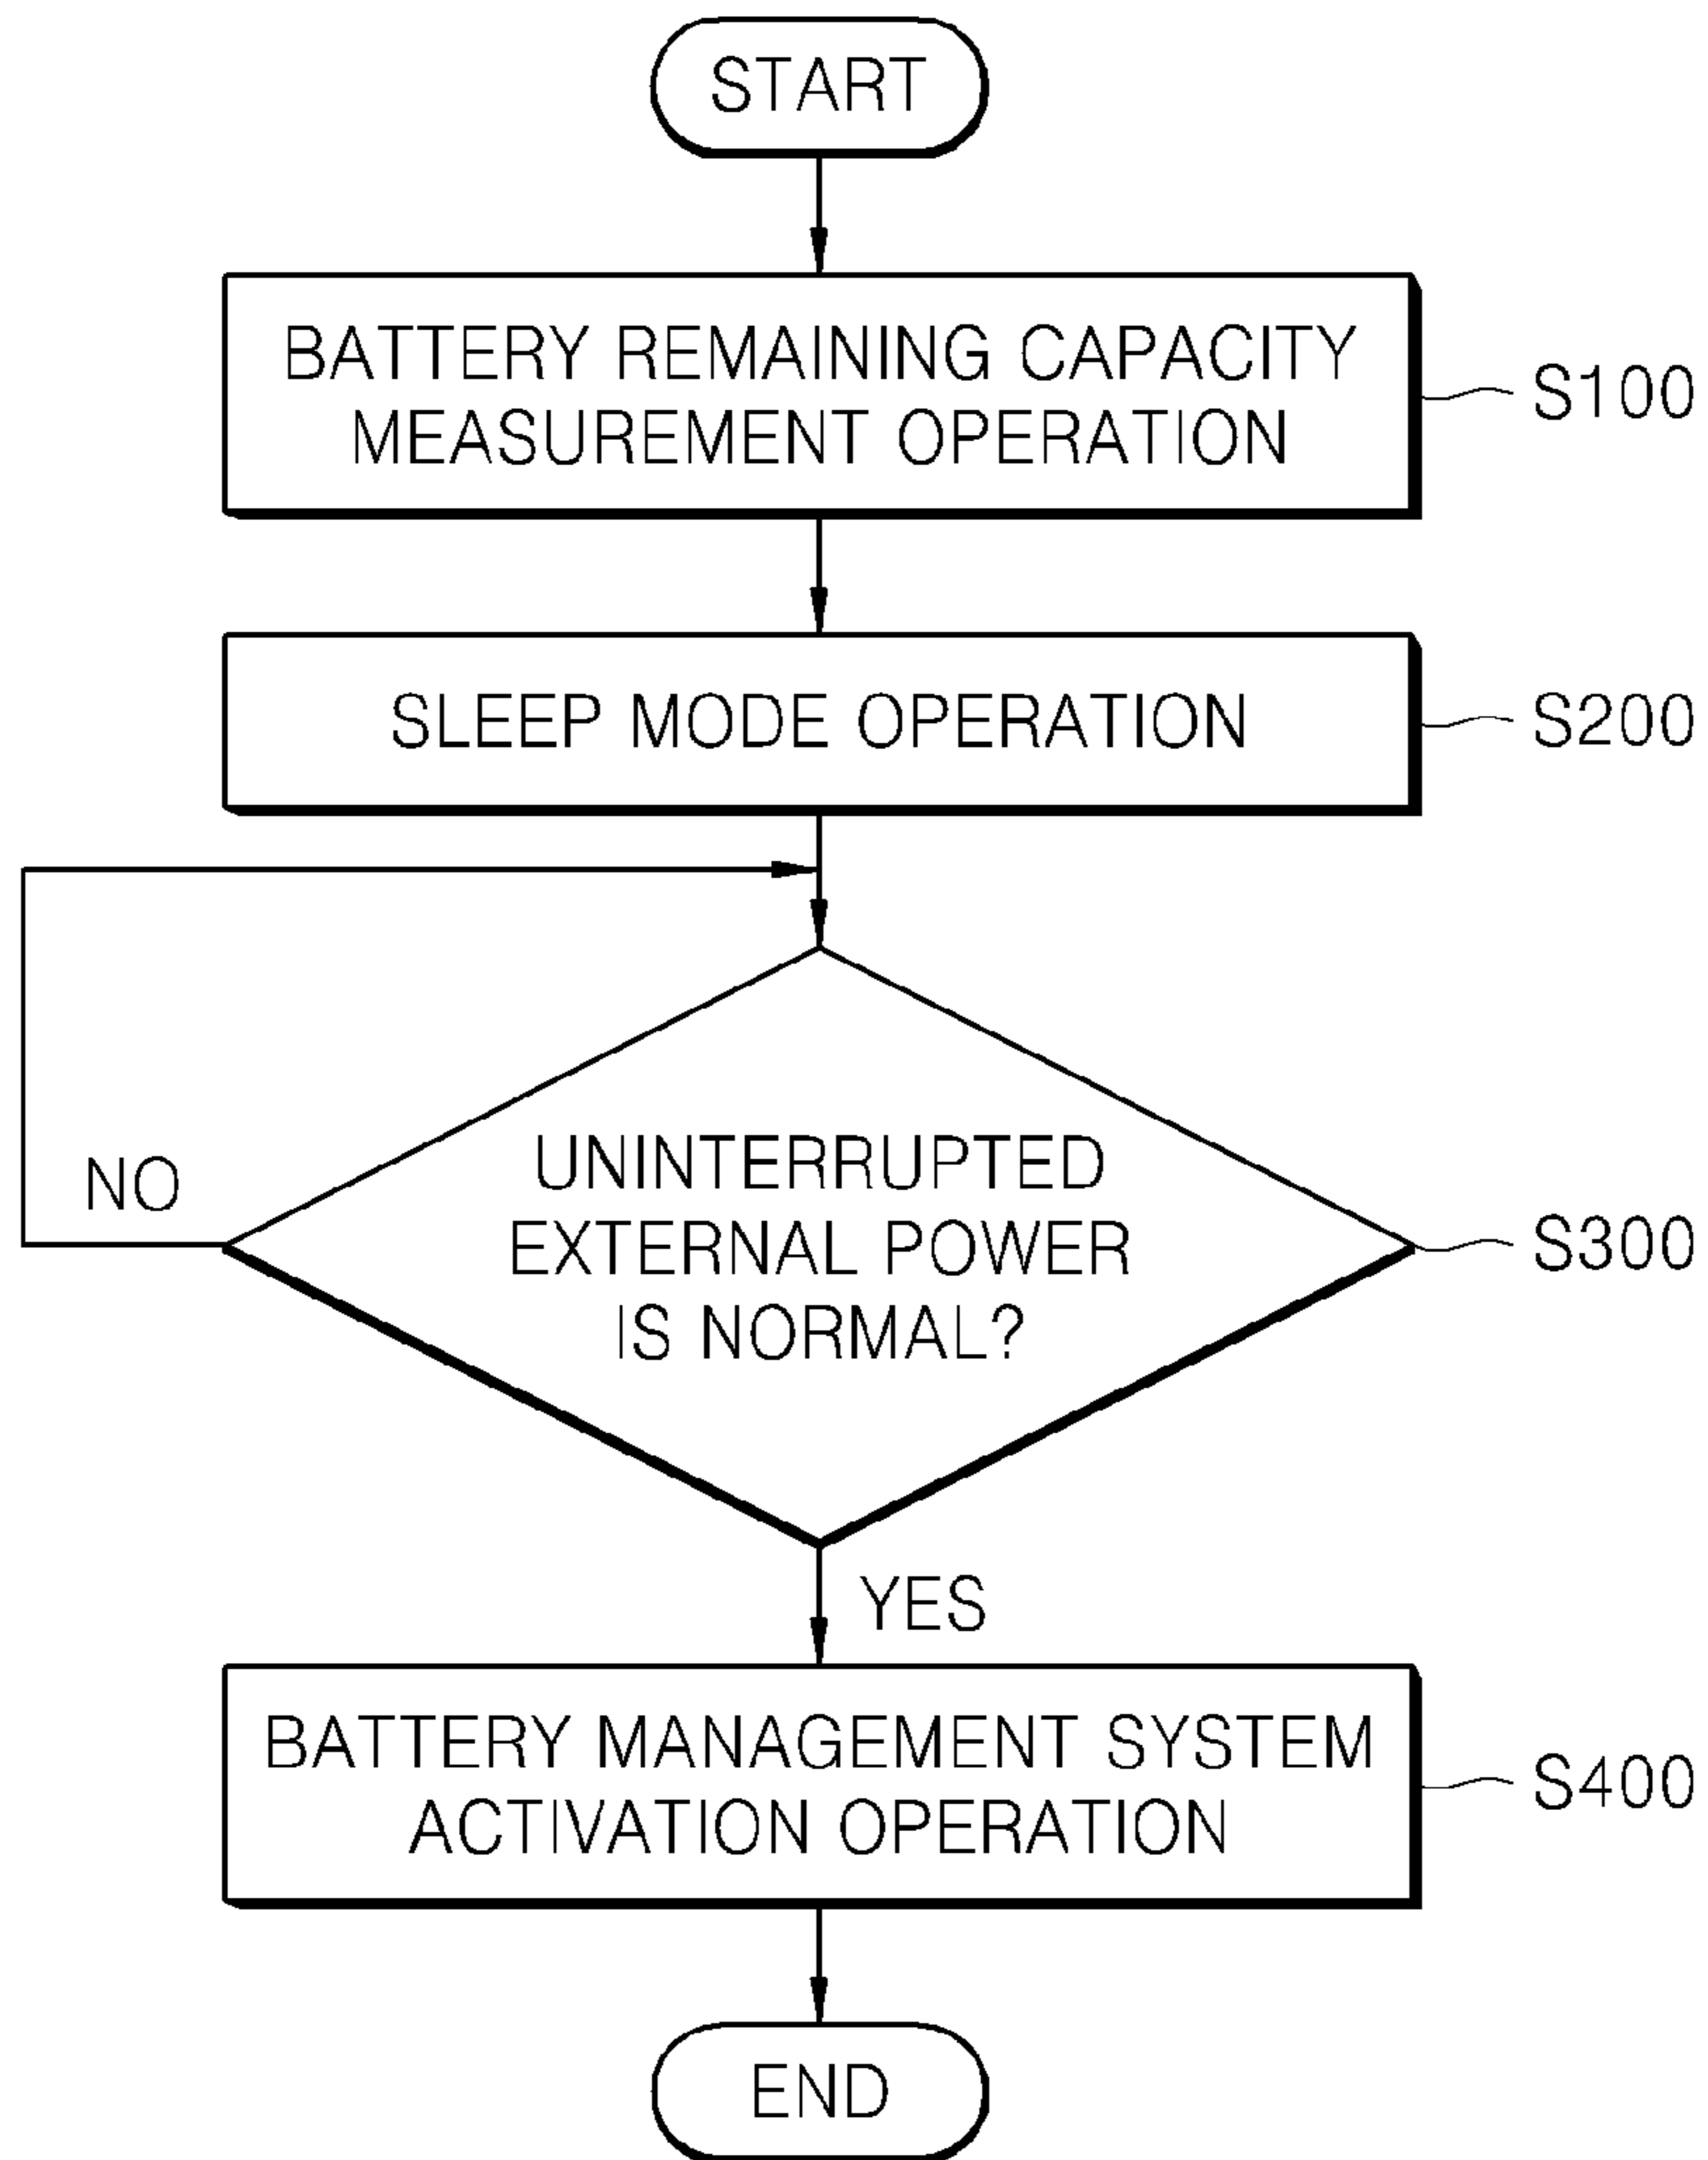 START
BATTERY REMAINING CAPACITY
MEASUREMENT OPERATION
S100
SLEEP MODE OPERATION
S200
NO
UNINTERRUPTED
EXTERNAL POWER
IS NORMAL?
S300
YES
BATTERY MANAGEMENT SYSTEM
ACTIVATION OPERATION
S400
END